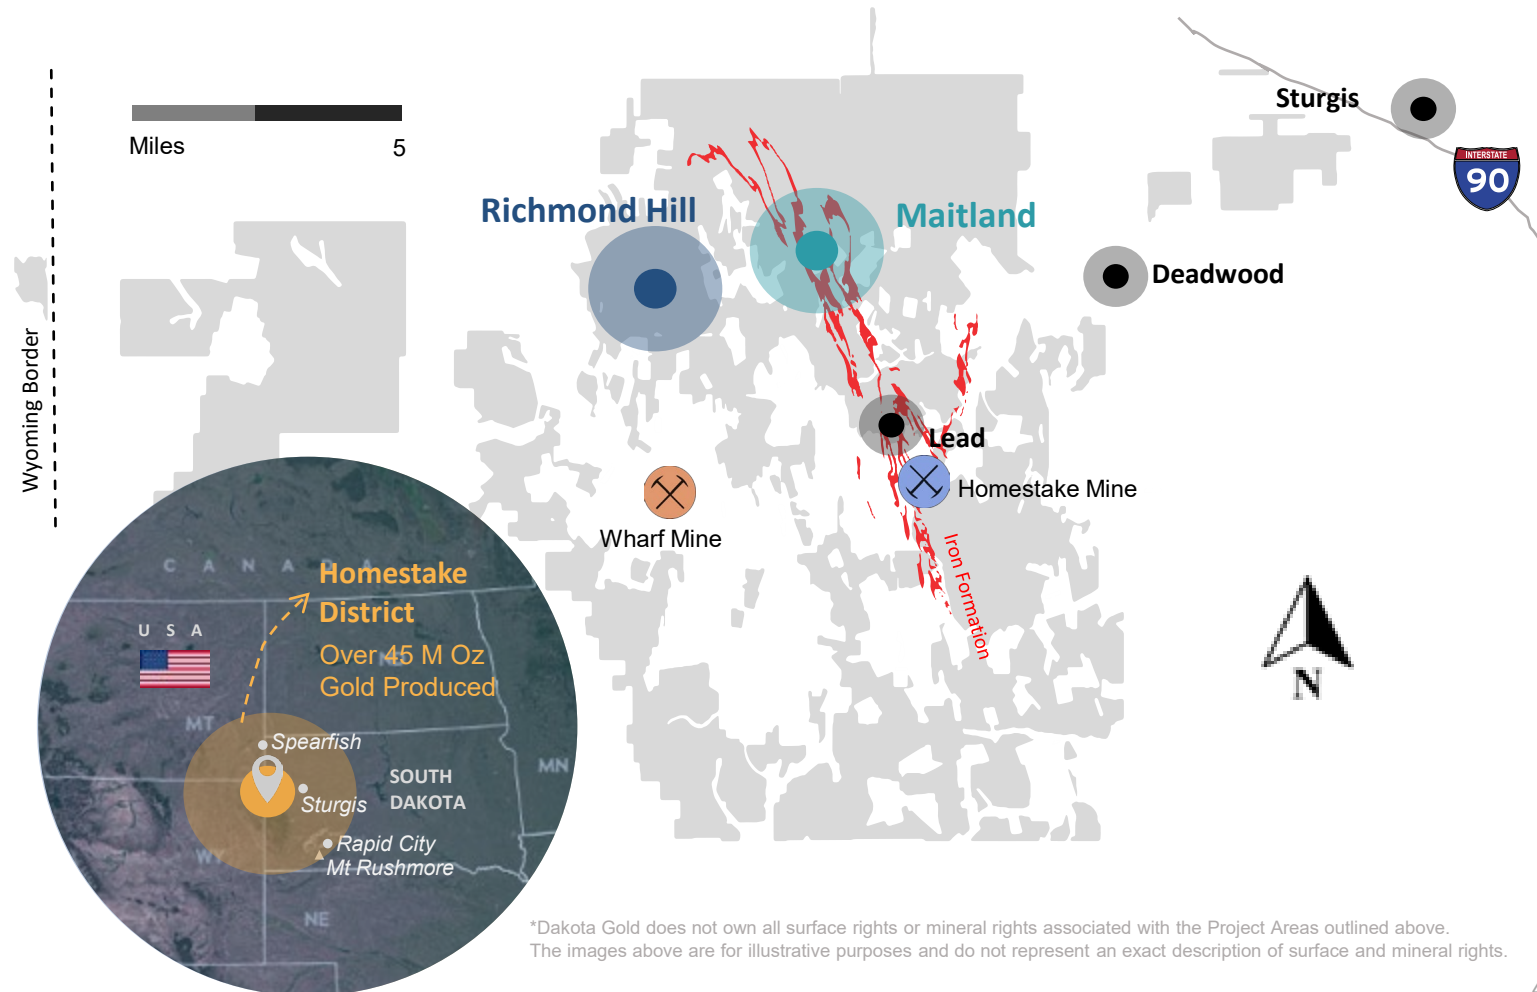 Sturgis
INTERSTATE
90
Miles
5
Richmond Hill
Maitland
Deadwood
Wyoming Border
Lead
Homestake Mine
Wharf Mine
Iron Formation
N
CANADA
Homestake
District
Over 45 M Oz
Gold Produced
USA
ND
MT
Spearfish
SOUTH
DAKOTA
MN
Sturgis
Rapid City
Mt Rushmore
WY
NE
*Dakota Gold does not own all surface rights or mineral rights associated with the Project Areas outlined above.
The images above are for illustrative purposes and do not represent an exact description of surface and mineral rights.